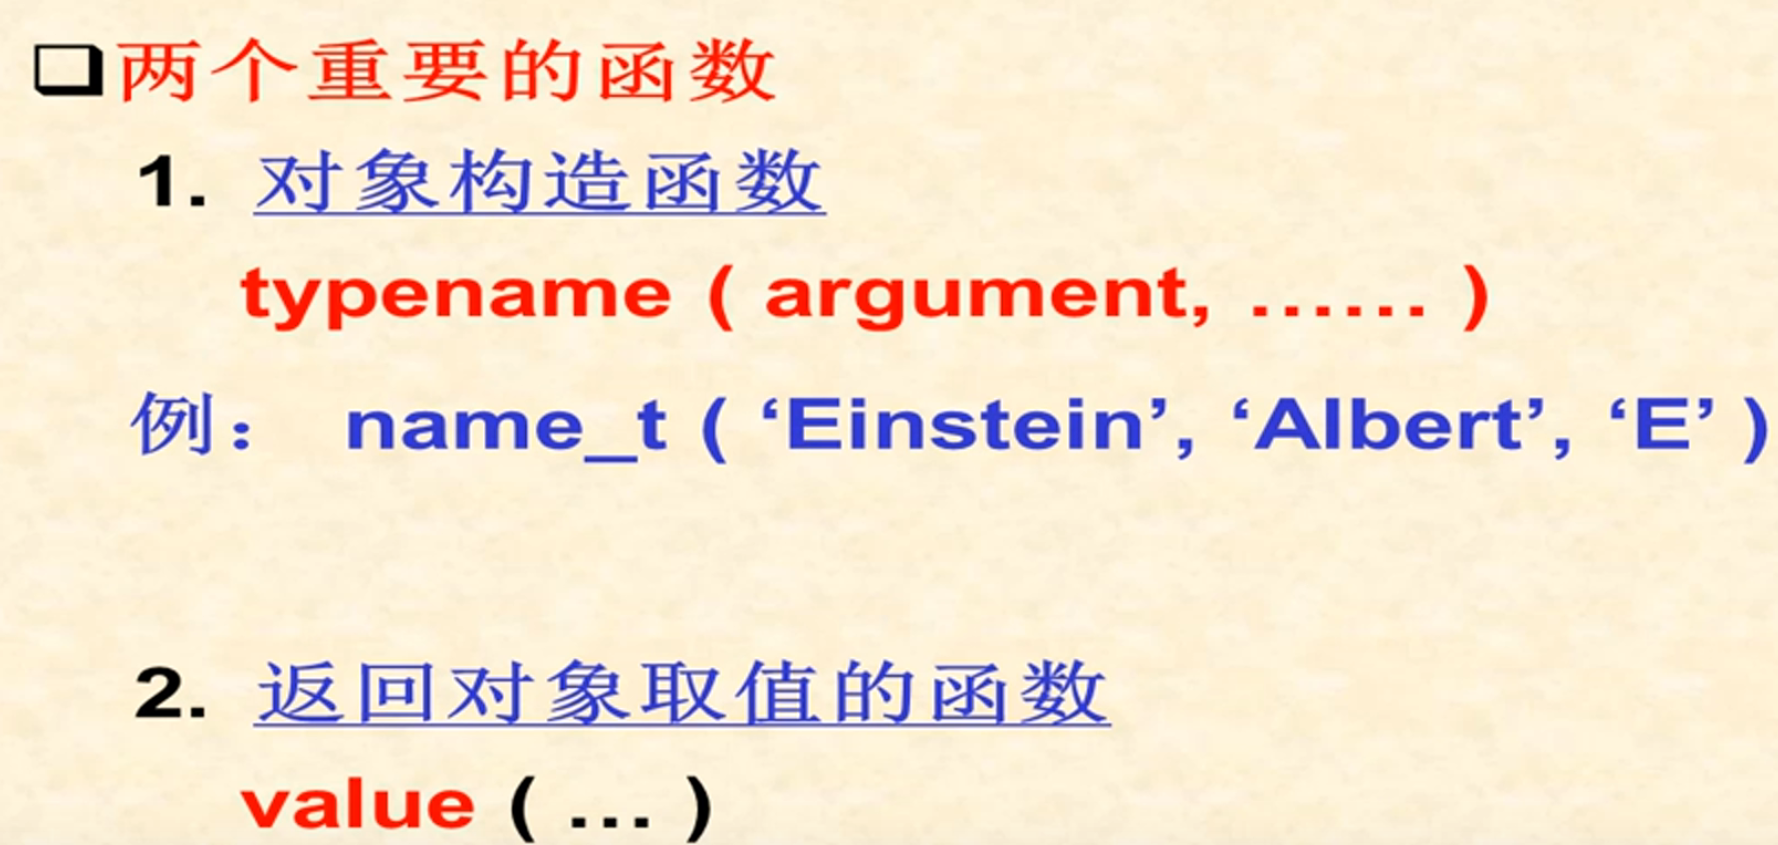 两个重要的函数
1. 对象构造函数
typename ( argument, …… )
例： name_t ( ‘Einstein’, ‘Albert’, ‘E’ )
2. 返回对象取值的函数
value ( … )